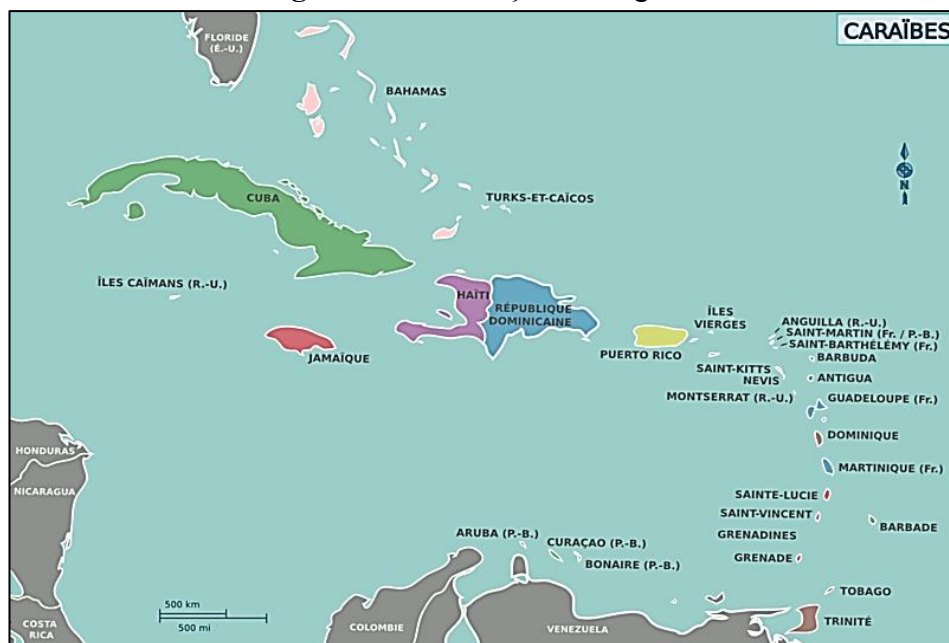 CARAÏBES
FLORIDE
(É.-U.)
BAHAMAS
N
CUBA
TURKS-ET-CAÏCOS
ÎLES CAÏMANS (R.-U.)
HAÏTI
RÉPUBLIQUE
DOMINICAINE
ÎLES
VIERGES
ANGUILLA (R.-U.)
SAINT-MARTIN (Fr. / P.-B.)
SAINT-BARTHÉLÉMY (Fr.)
JAMAÏQUE
PUERTO RICO
BARBUDA
SAINT-KITTS
NEVIS
ANTIGUA
MONTSERRAT (R.-U.)
GUADELOUPE (Fr.)
DOMINIQUE
HONDURAS
MARTINIQUE (Fr.)
NICARAGUA
SAINTE-LUCIE
SAINT-VINCENT
BARBADE
GRENADINES
ARUBA (P.-B.)
CURAÇAO (P.-B.)
BONAIRE (P.-B.)
GRENADE
TOBAGO
500 km
500 mi
COSTA
RICA
COLOMBIE
VENEZUELA
TRINITÉ